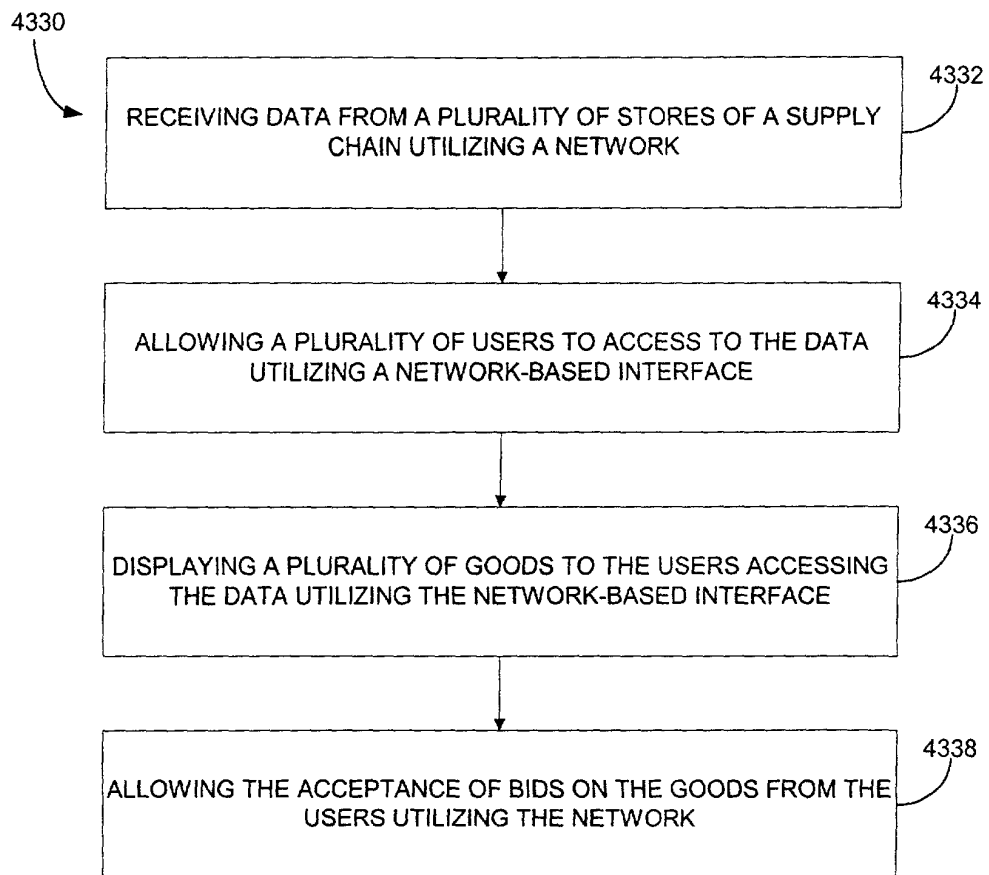 4330
4332
RECEIVING DATA FROM A PLURALITY OF STORES OF A SUPPLY
CHAIN UTILIZING A NETWORK
4334
ALLOWING A PLURALITY OF USERS TO ACCESS TO THE DATA
UTILIZING A NETWORK-BASED INTERFACE
4336
DISPLAYING A PLURALITY OF GOODS TO THE USERS ACCESSING
THE DATA UTILIZING THE NETWORK-BASED INTERFACE
4338
ALLOWING THE ACCEPTANCE OF BIDS ON THE GOODS FROM THE
USERS UTILIZING THE NETWORK